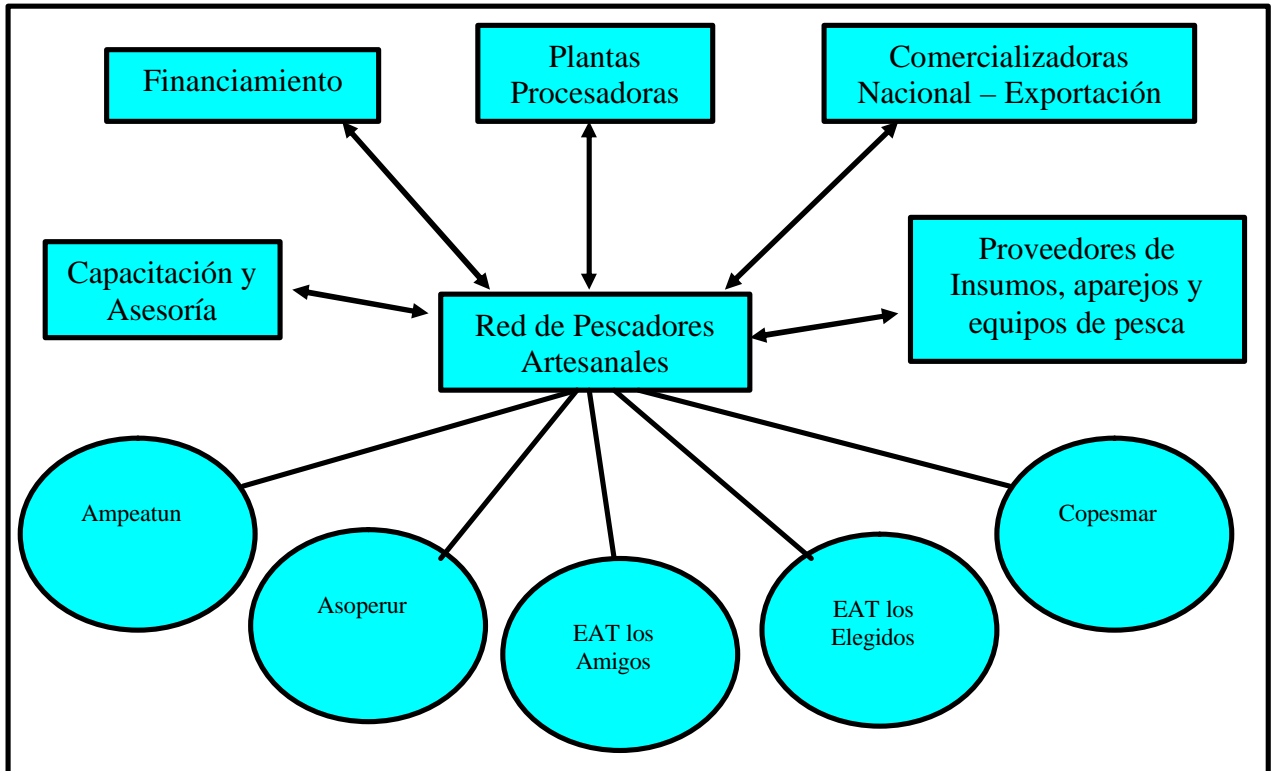 Financiamiento
Plantas
Procesadoras
Comercializadoras
Nacional – Exportación
Capacitación y
Asesoría
Proveedores de
Insumos, aparejos y
equipos de pesca
Red de Pescadores
Artesanales
Ampeatun
Asoperur
EAT los
Amigos
EAT los
Elegidos
Copesmar